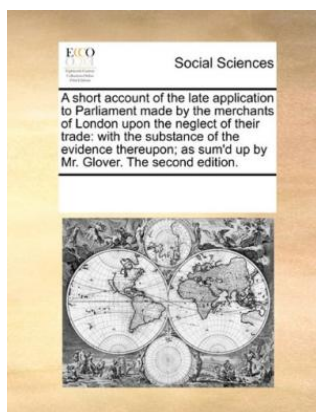 ECCO
Social Sciences
A short account of the late application
to Parliament made by the merchants
of London upon the neglect of their
trade: with the substance of the
evidence thereupon; as sum'd up by
Mr. Glover. The second edition.